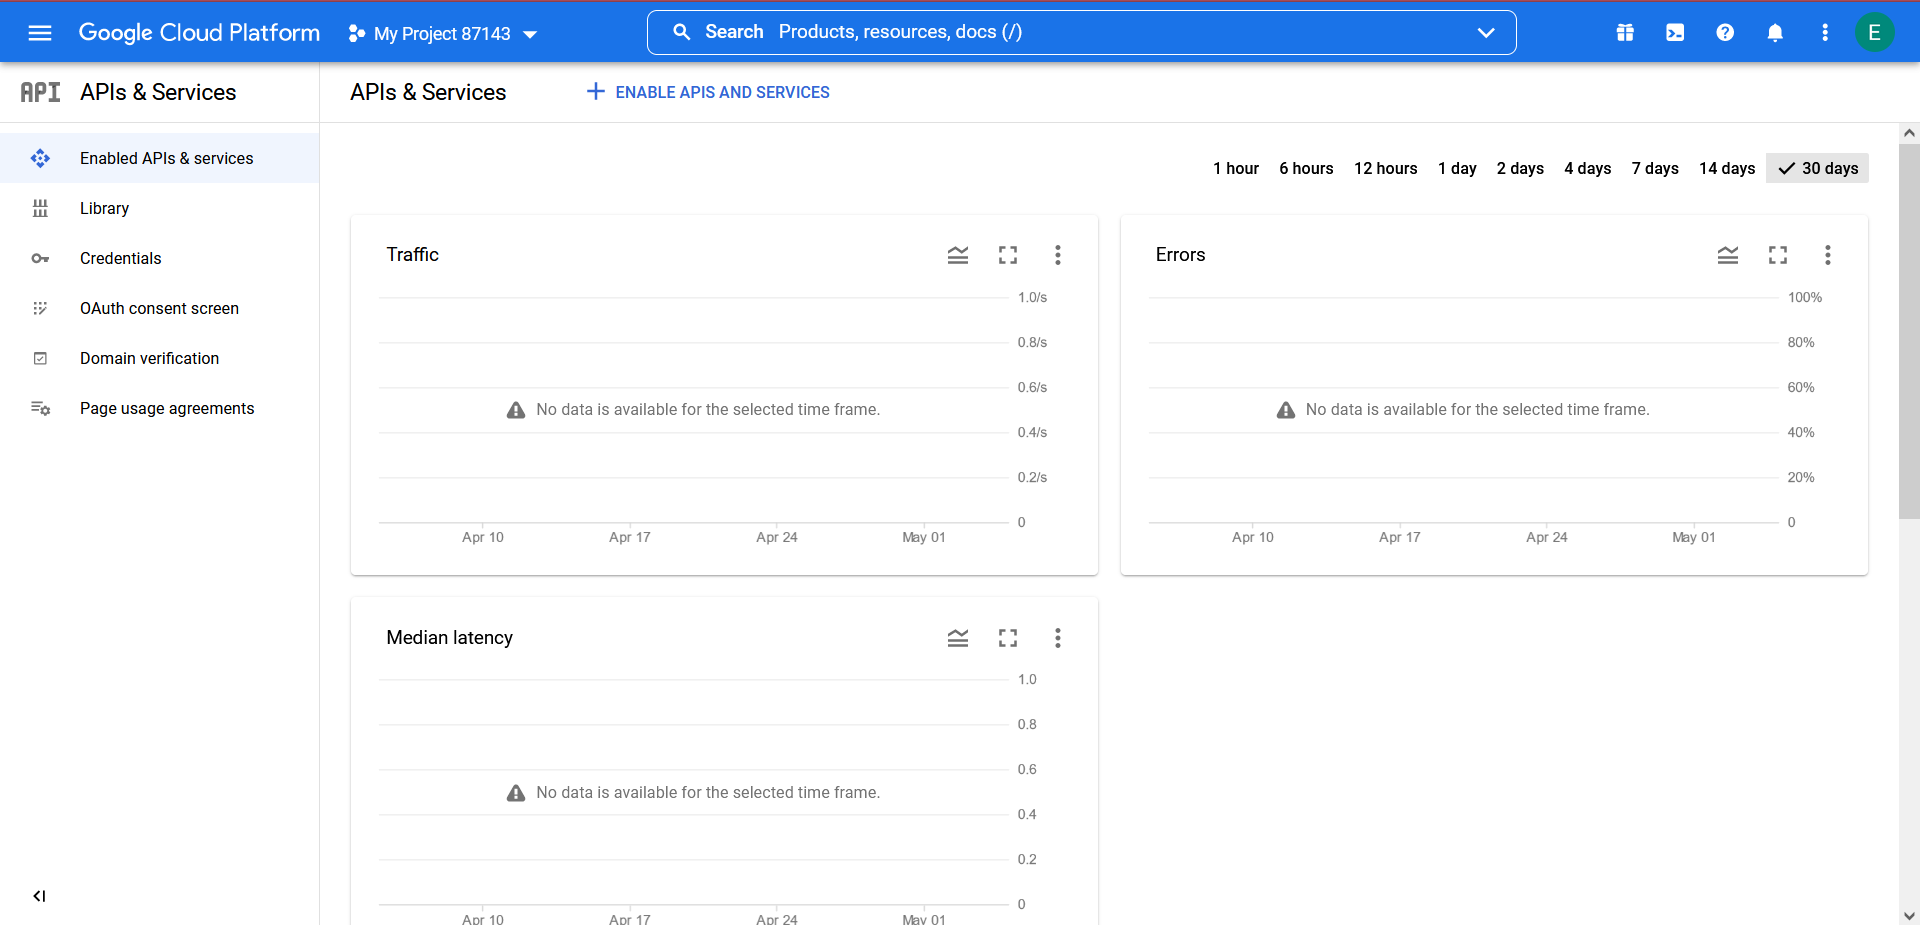 Google Cloud Platform
My Project 87143
Search Products, resources, docs (/)
E
API APIs & Services
APIs & Services
ENABLE APIS AND SERVICES
Enabled APIs & services
Library
Credentials
OAuth consent screen
Domain verification
Page usage agreements
1 hour 6 hours 12 hours 1 day 2 days 4 days 7 days 14 days 30 days
Traffic
1.0/s
0.8/s
0.6/s
No data is available for the selected time frame.
0.4/s
0.2/s
0
Apr 10 Apr 17 Apr 24 May 01
Errors
100%
80%
60%
No data is available for the selected time frame.
40%
20%
0
Apr 10 Apr 17 Apr 24 May 01
Median latency
1.0
0.8
0.6
No data is available for the selected time frame.
0.4
0.2
0
Apr 10 Apr 17 Apr 24 May 01